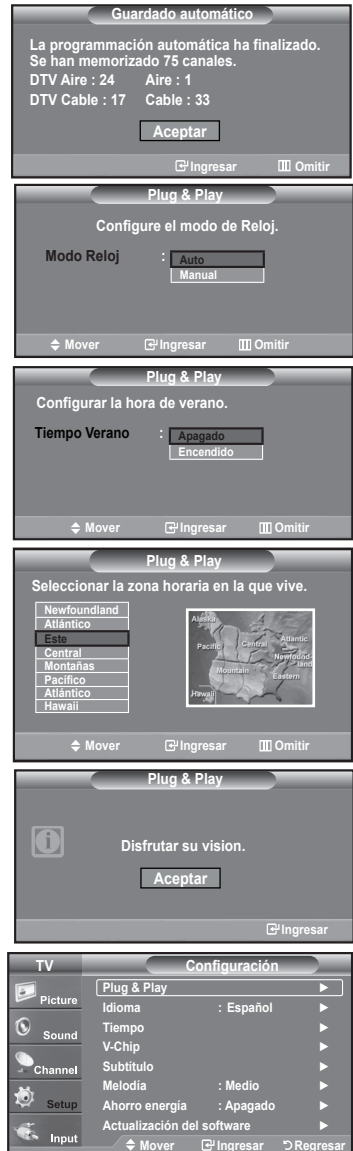 Guardado automático
La programmación automática ha finalizado.
Se han memorizado 75 canales.
DTV Aire : 24 Aire : 1
DTV Cable : 17 Cable : 33
Aceptar
Ingresar Omitir
Plug & Play
Configure el modo de Reloj.
Modo Reloj : Auto
Manual
Mover Ingresar Omitir
Plug & Play
Configurar la hora de verano.
Tiempo Verano : Apagado
Encendido
Mover Ingresar Omitir
Plug & Play
Seleccionar la zona horaria en la que vive.
Newfoundland
Atlántico
Este
Central
Montañas
Pacífico
Atlántico
Hawaii
Alaska
Pacific Central Atlantic
Newfound-
land
Mountain
Eastern
Hawaii
Mover Ingresar Omitir
Plug & Play
Disfrutar su vision.
Aceptar
Ingresar
TV Configuración
Picture
Sound
Channel
Setup
Input
Plug & Play
Idioma : Español
Tiempo
V-Chip
Subtítulo
Melodía : Medio
Ahorro energía : Apagado
Actualización del software
Mover Ingresar Regresar